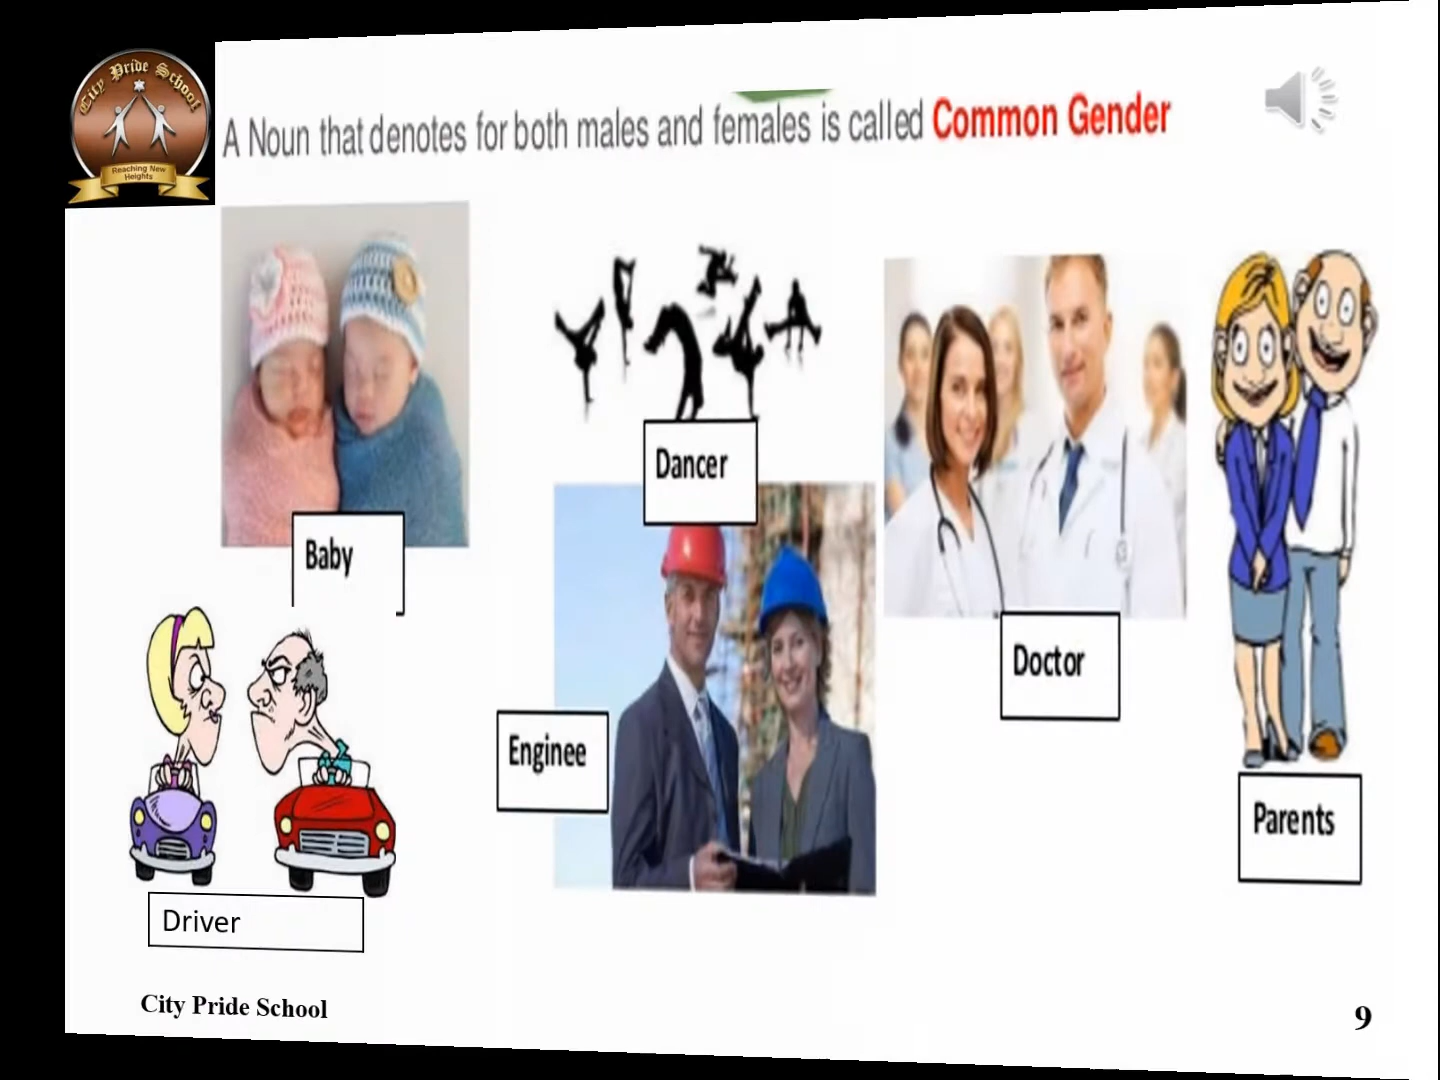 City Pride School
Reaching New
Heights
A Noun that denotes for both males and females is called Common Gender
Baby
Dancer
Doctor
Enginee
Parents
Driver
City Pride School
9